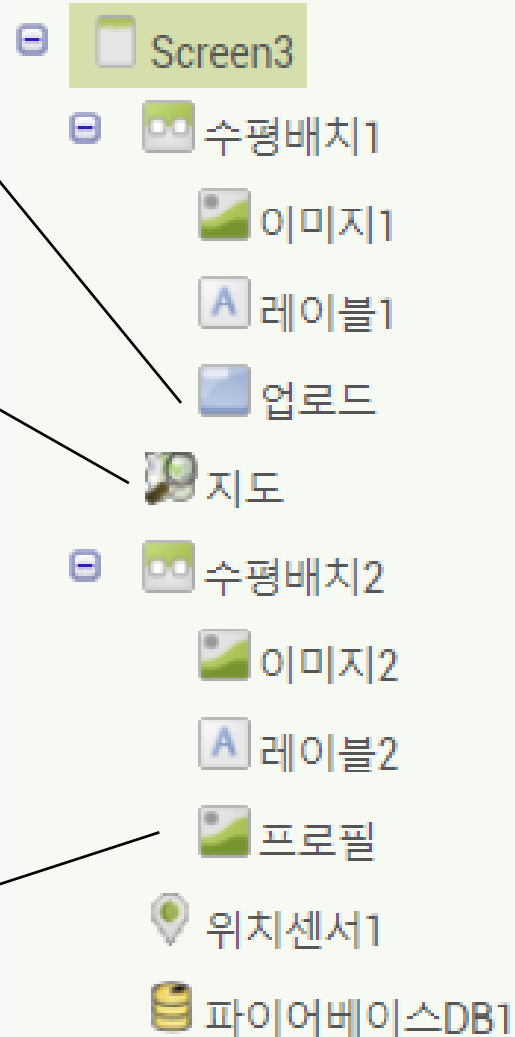 Screen3
수평배치1
이미지1
레이블1
업로드
지도
수평배치2
이미지2
레이블2
프로필
위치센서1
파이어베이스DB1